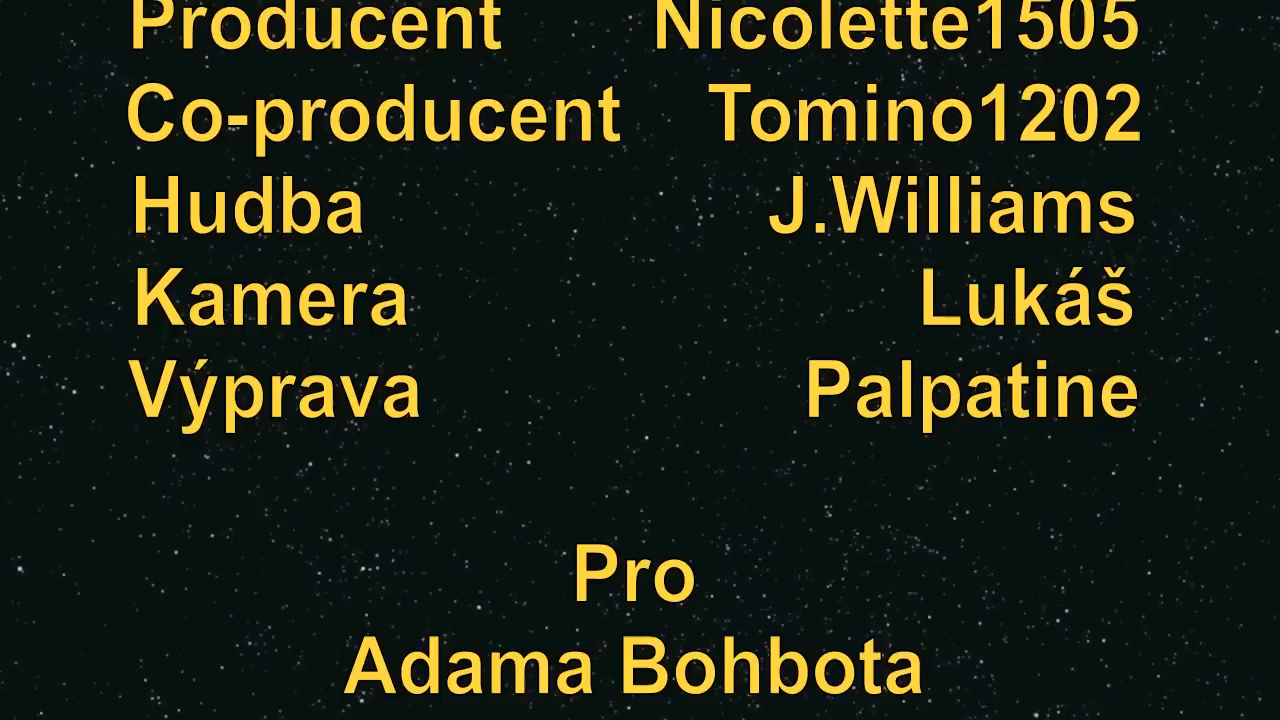 Producent Nicolette1505
Co-producent Tomino1202
Hudba J.Williams
Kamera Lukáš
Výprava Palpatine
Pro
Adama Bohbota